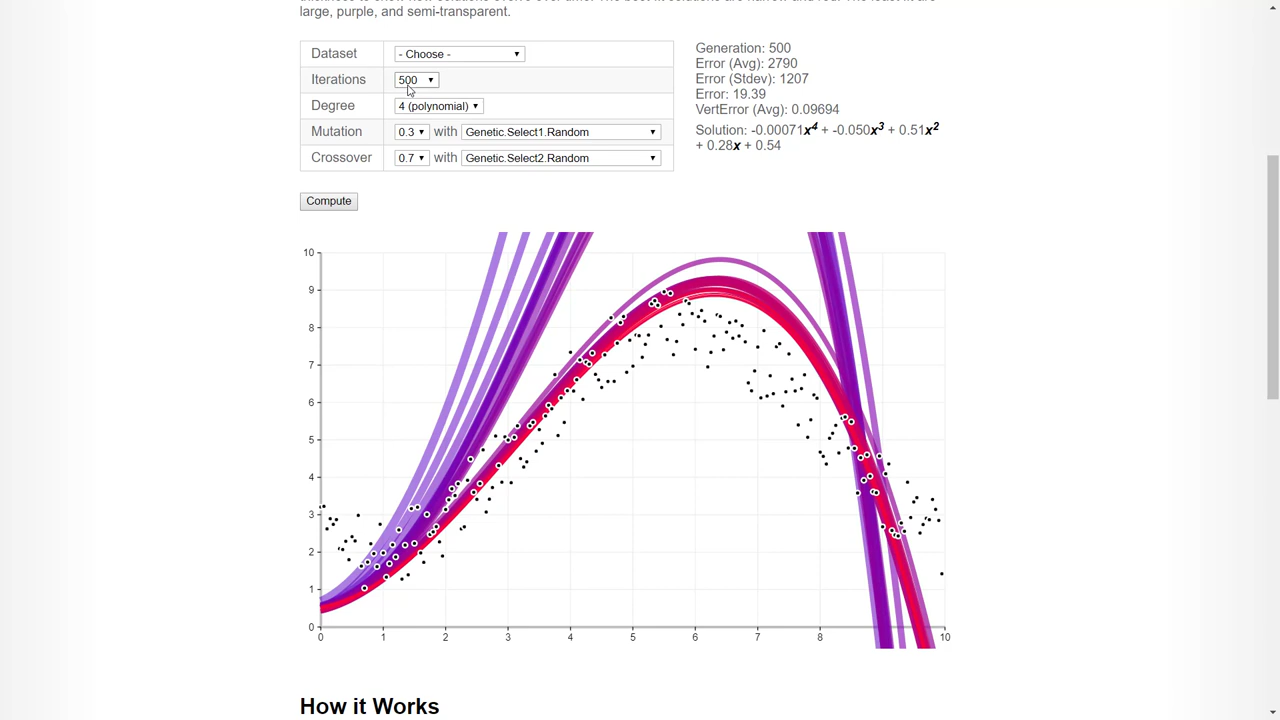 large, purple, and semi-transparent.
Dataset - Choose -
Iterations 500
Degree 4 (polynomial)
Mutation 0.3 with Genetic.Select1.Random
Crossover 0.7 with Genetic.Select2.Random
Generation: 500
Error (Avg): 2790
Error (Stdev): 1207
Error: 19.39
VertError (Avg): 0.09694
Solution: -0.00071x⁴ + -0.050x³ + 0.51x²
+ 0.28x + 0.54
Compute
10
9
8
7
6
5
4
3
2
1
0
0 1 2 3 4 5 6 7 8 10
How it Works